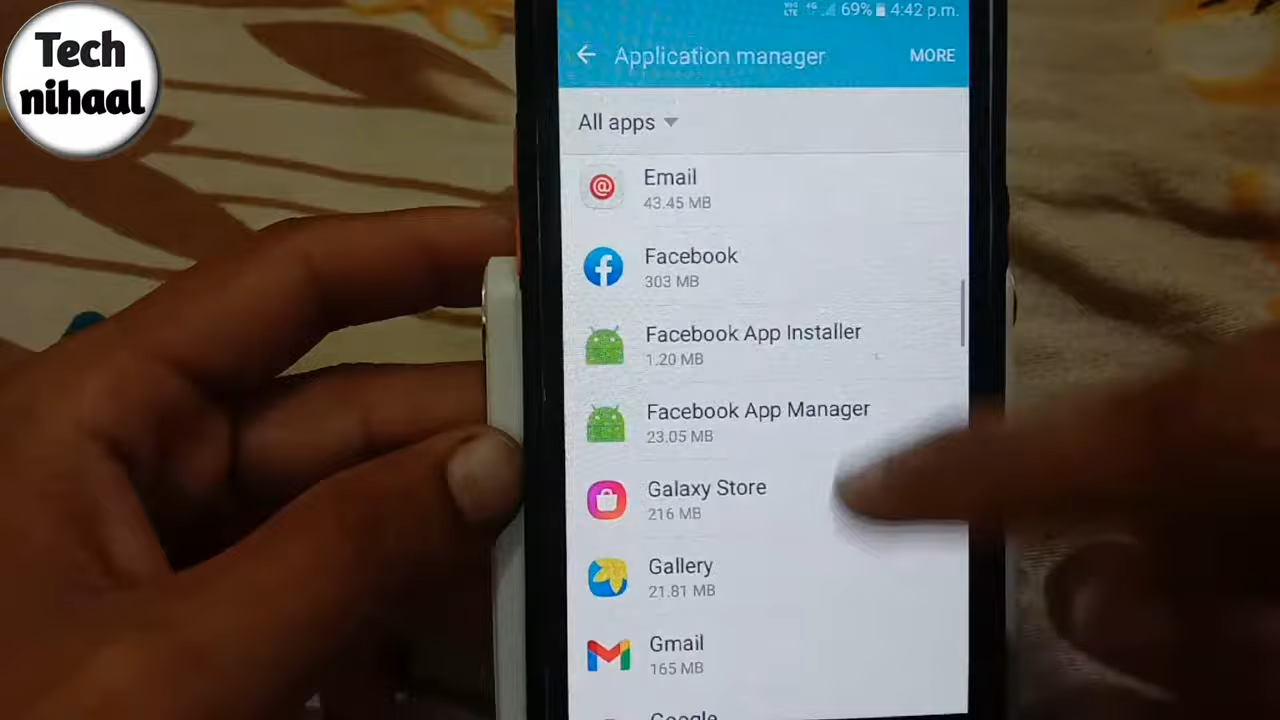 Tech
nihaal
69% 4:42 p.m.
Application manager MORE
All apps
Email
43.45 MB
Facebook
303 MB
Facebook App Installer
1.20 MB
Facebook App Manager
23.05 MB
Galaxy Store
216 MB
Gallery
21.81 MB
Gmail
165 MB
Google